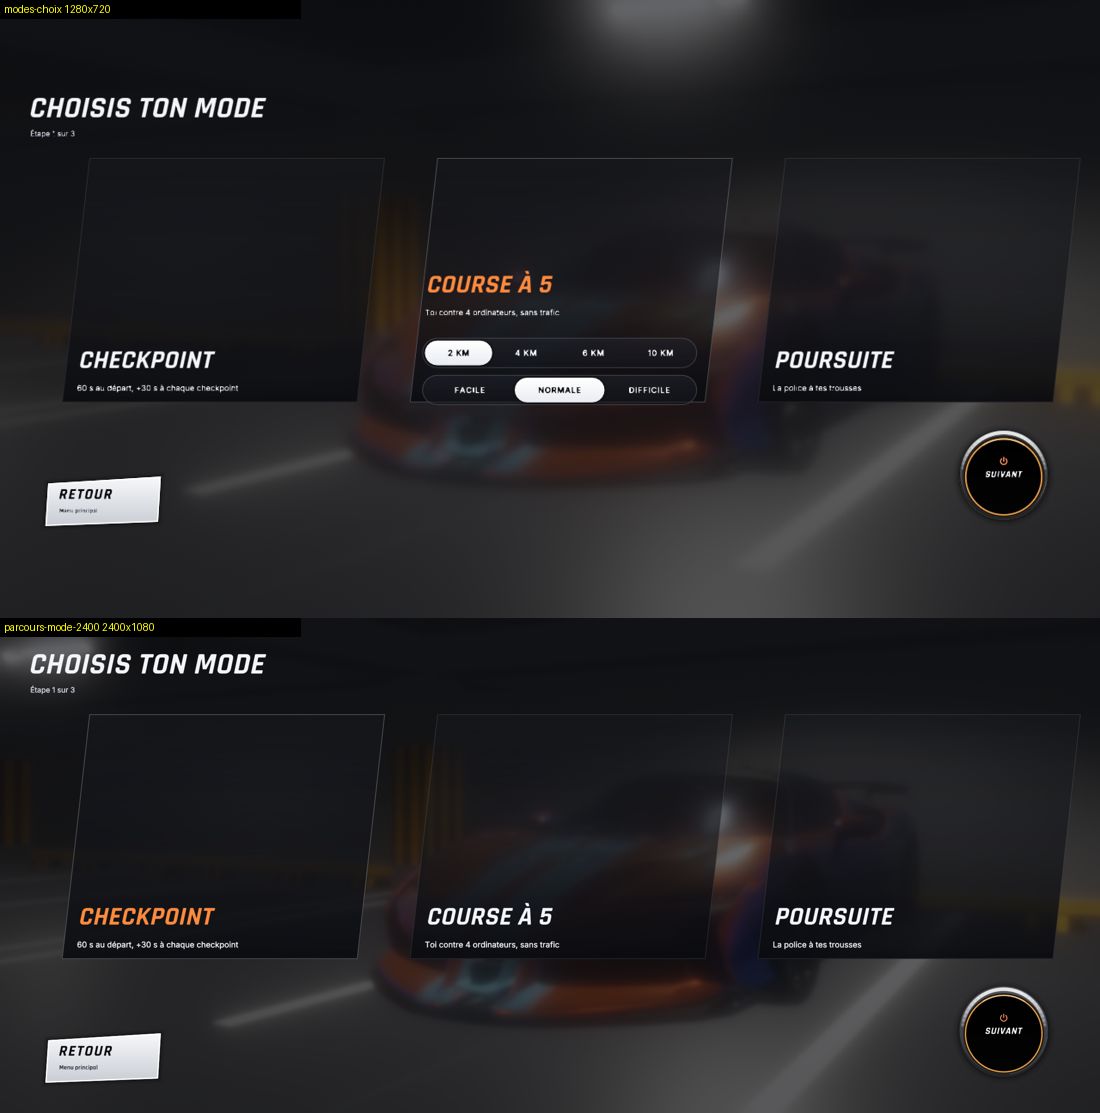 modes-choix 1280x720
CHOISIS TON MODE
Étape * sur 3
COURSE À 5
Toi contre 4 ordinateurs, sans trafic
2 KM 4 KM 6 KM 10 KM
CHECKPOINT
60 s au départ, +30 s à chaque checkpoint
POURSUITE
La police à tes trousses
FACILE NORMALE DIFFICILE
RETOUR
Menu principal
SUIVANT
parcours-mode-2400 2400x1080
CHOISIS TON MODE
Étape 1 sur 3
CHECKPOINT
60 s au départ, +30 s à chaque checkpoint
COURSE À 5
Toi contre 4 ordinateurs, sans trafic
POURSUITE
La police à tes trousses
RETOUR
Menu principal
SUIVANT